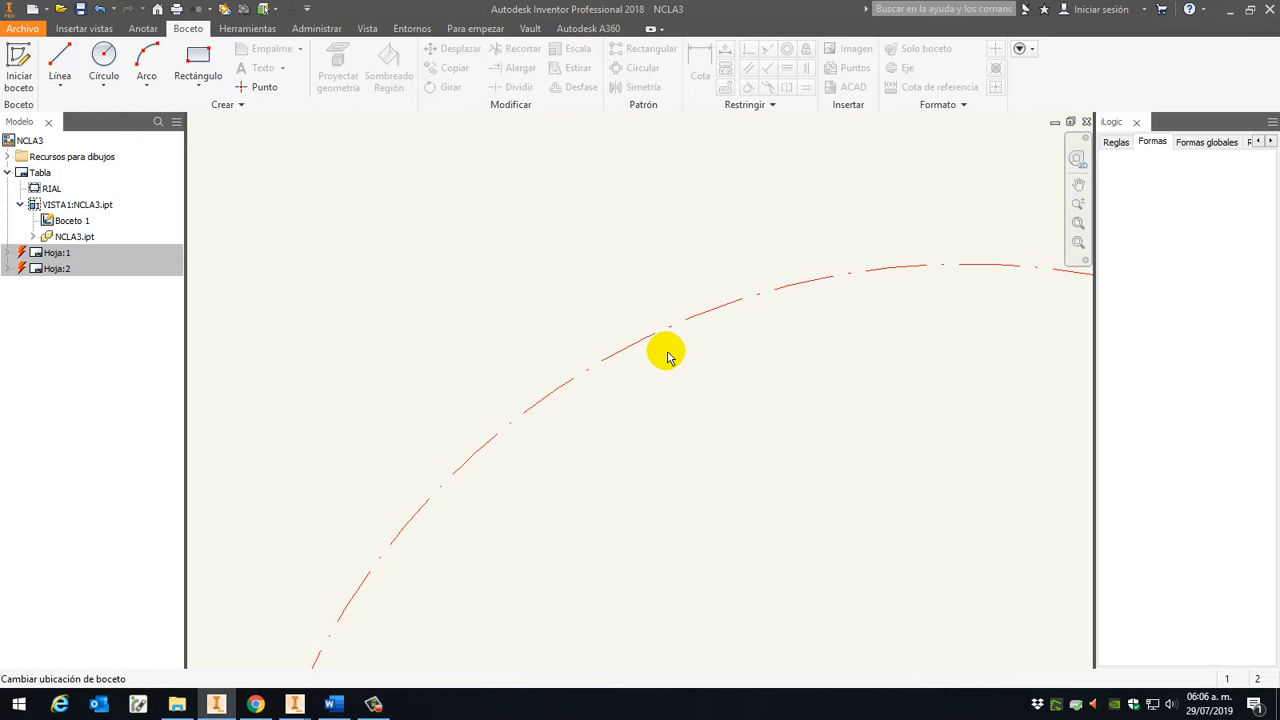 Autodesk Inventor Professional 2018 NCLA3
Buscar en la ayuda y los comanc
Iniciar sesión
PRO
Archivo Insertar vistas Anotar Boceto Herramientas Administrar Vista Entornos Para empezar Vault Autodesk A360
Iniciar boceto
Línea
Círculo
Arco
Rectángulo
Empalme
Texto
Punto
Proyectar geometría
Sombreado Región
Desplazar
Copiar
Girar
Recortar
Alargar
Dividir
Escala
Estirar
Desfase
Rectangular
Circular
Simetría
Cota
Imagen
Puntos
ACAD
Solo boceto
Eje
Cota de referencia
Boceto Crear Modificar Patrón Restringir Insertar Formato
Modelo
NCLA3
Recursos para dibujos
Tabla
RIAL
VISTA1:NCLA3.ipt
Boceto 1
NCLA3.ipt
Hoja:1
Hoja:2
2D
iLogic
Reglas Formas Formas globales
Cambiar ubicación de boceto
1 2
06:06 a. m.
29/07/2019